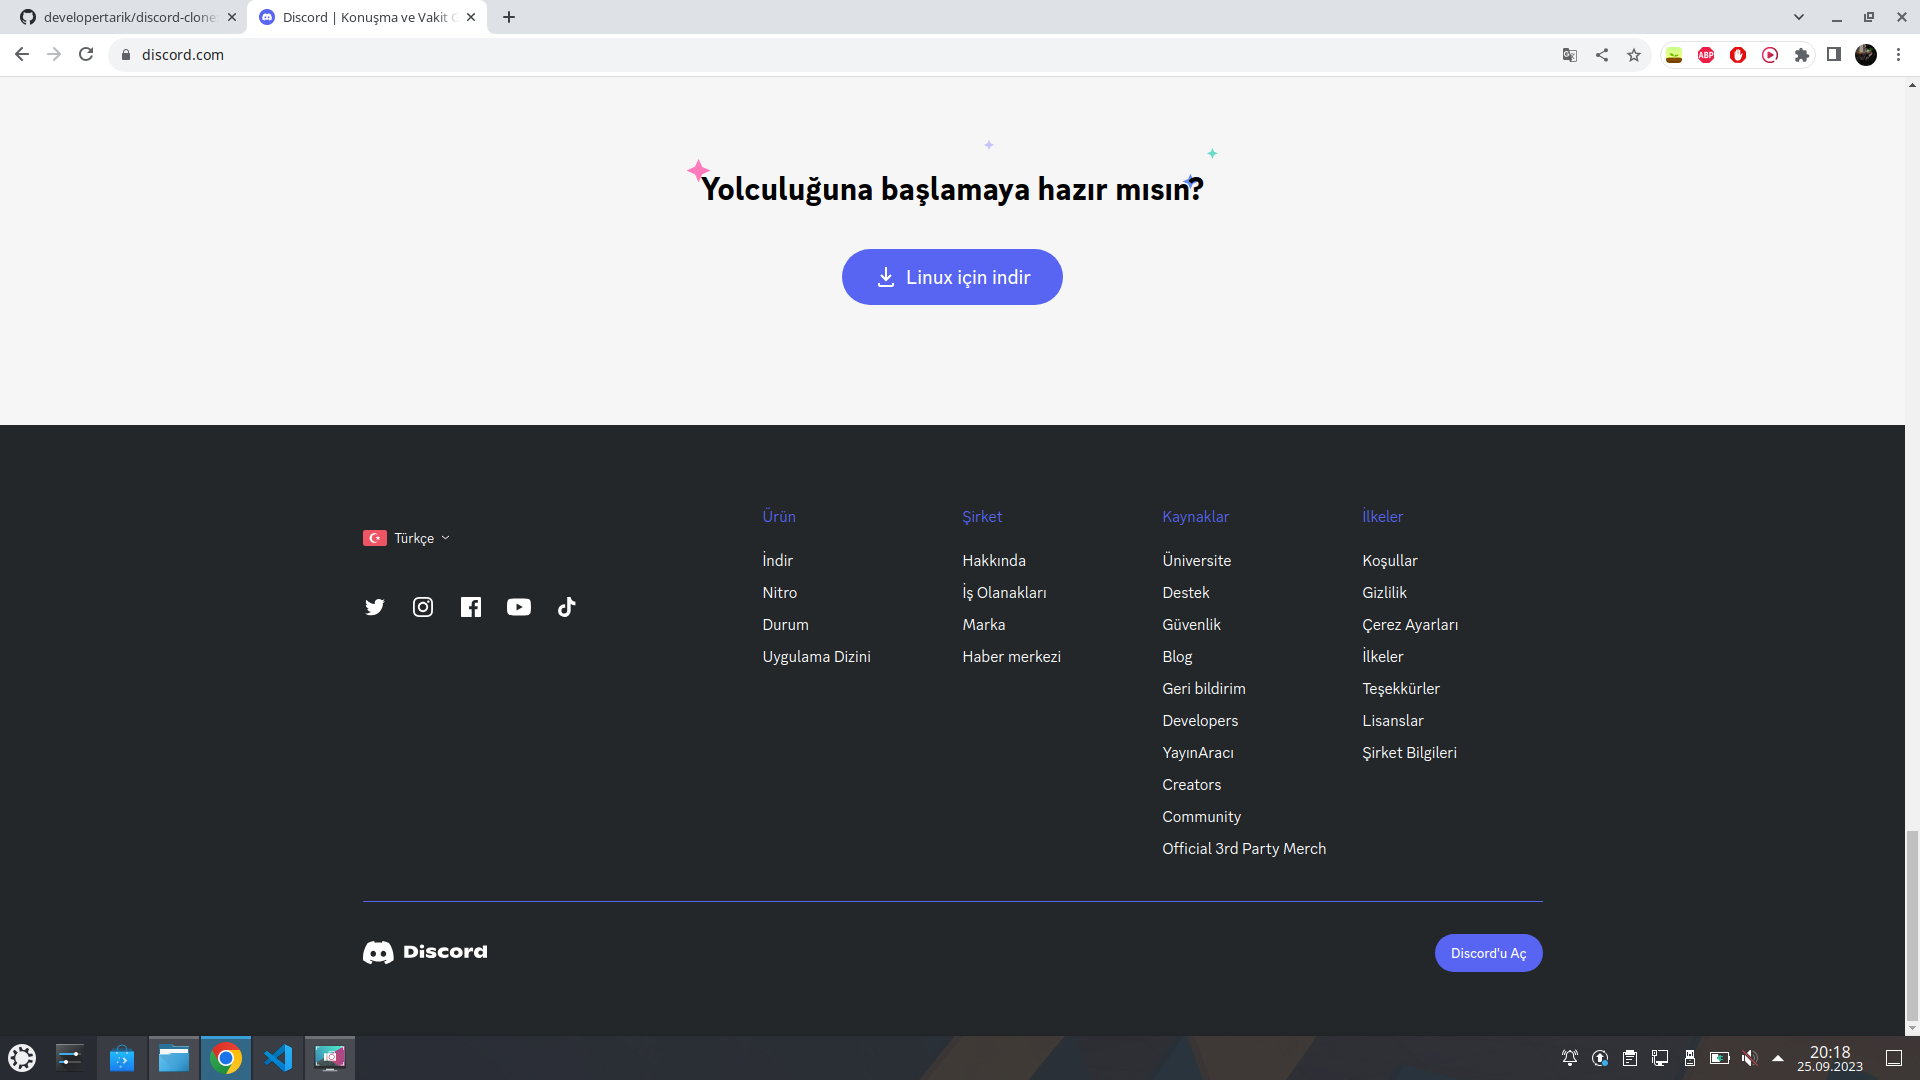 developertarik/discord-clone
Discord | Konuşma ve Vakit G
discord.com
ABP
Yolculuğuna başlamaya hazır mısın?
Linux için indir
Türkçe
Ürün
İndir
Nitro
Durum
Uygulama Dizini
Şirket
Hakkında
İş Olanakları
Marka
Haber merkezi
Kaynaklar
Üniversite
Destek
Güvenlik
Blog
Geri bildirim
Developers
YayınAracı
Creators
Community
Official 3rd Party Merch
İlkeler
Koşullar
Gizlilik
Çerez Ayarları
İlkeler
Teşekkürler
Lisanslar
Şirket Bilgileri
Discord
Discord'u Aç
20:18
25.09.2023